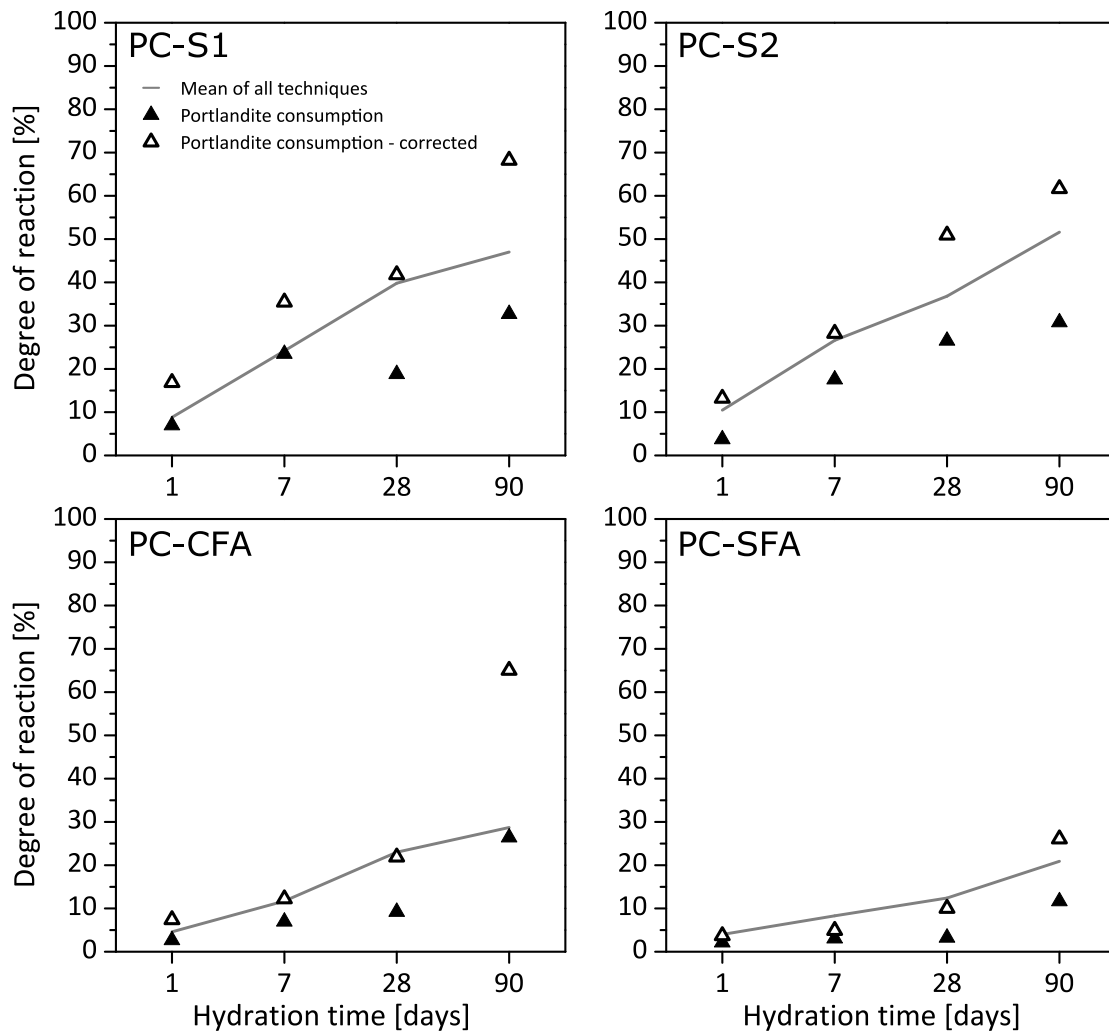 PC-S1
Mean of all techniques
Portlandite consumption
Portlandite consumption - corrected
Degree of reaction [%]
100
90
80
70
60
50
40
30
20
10
0
1 7 28 90
PC-S2
100
90
80
70
60
50
40
30
20
10
0
1 7 28 90
PC-CFA
Degree of reaction [%]
100
90
80
70
60
50
40
30
20
10
0
1 7 28 90
Hydration time [days]
PC-SFA
100
90
80
70
60
50
40
30
20
10
0
1 7 28 90
Hydration time [days]